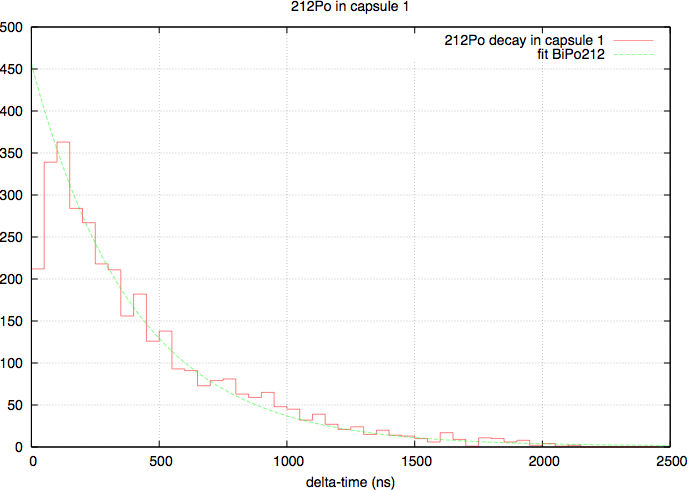 212Po in capsule 1
212Po decay in capsule 1
fit BiPo212
500
450
400
350
300
250
200
150
100
50
0
0 500 1000 1500 2000 2500
delta-time (ns)